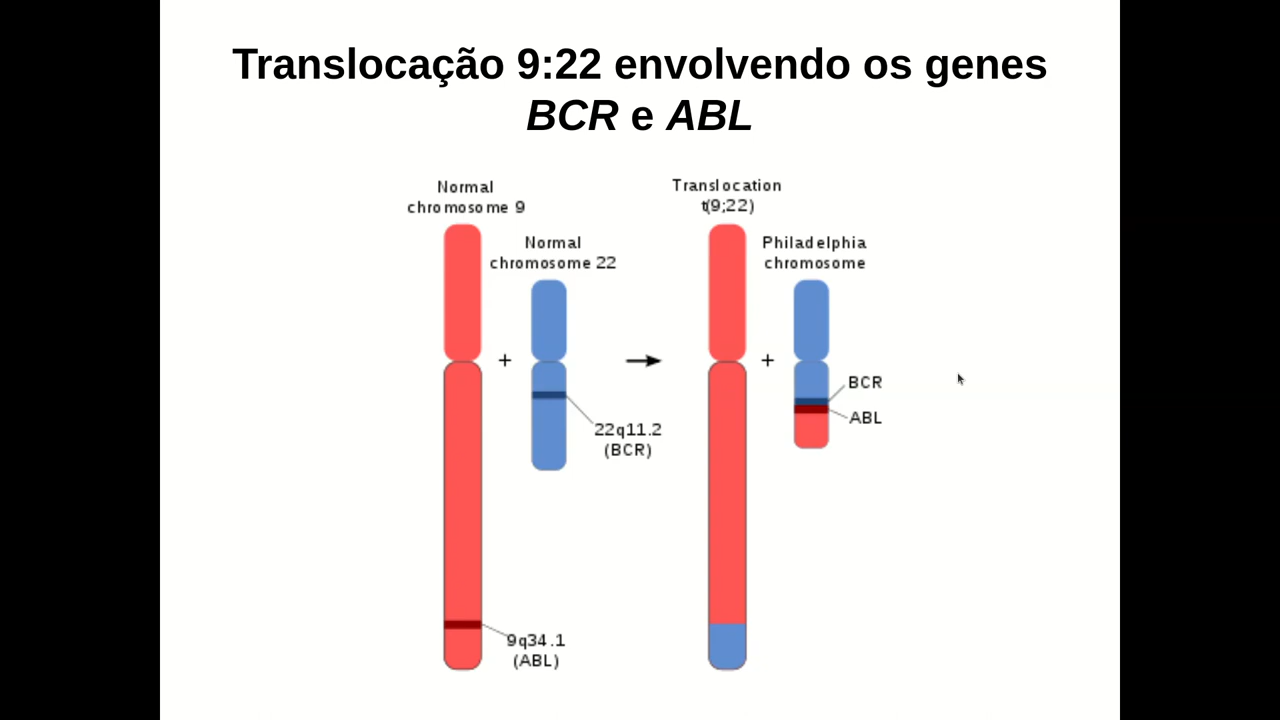 Translocação 9:22 envolvendo os genes
BCR e ABL
Normal
chromosome 9
Normal
chromosome 22
+
22q11.2
(BCR)
9q34.1
(ABL)
Translocation
t(9;22)
Philadelphia
chromosome
+
BCR
ABL